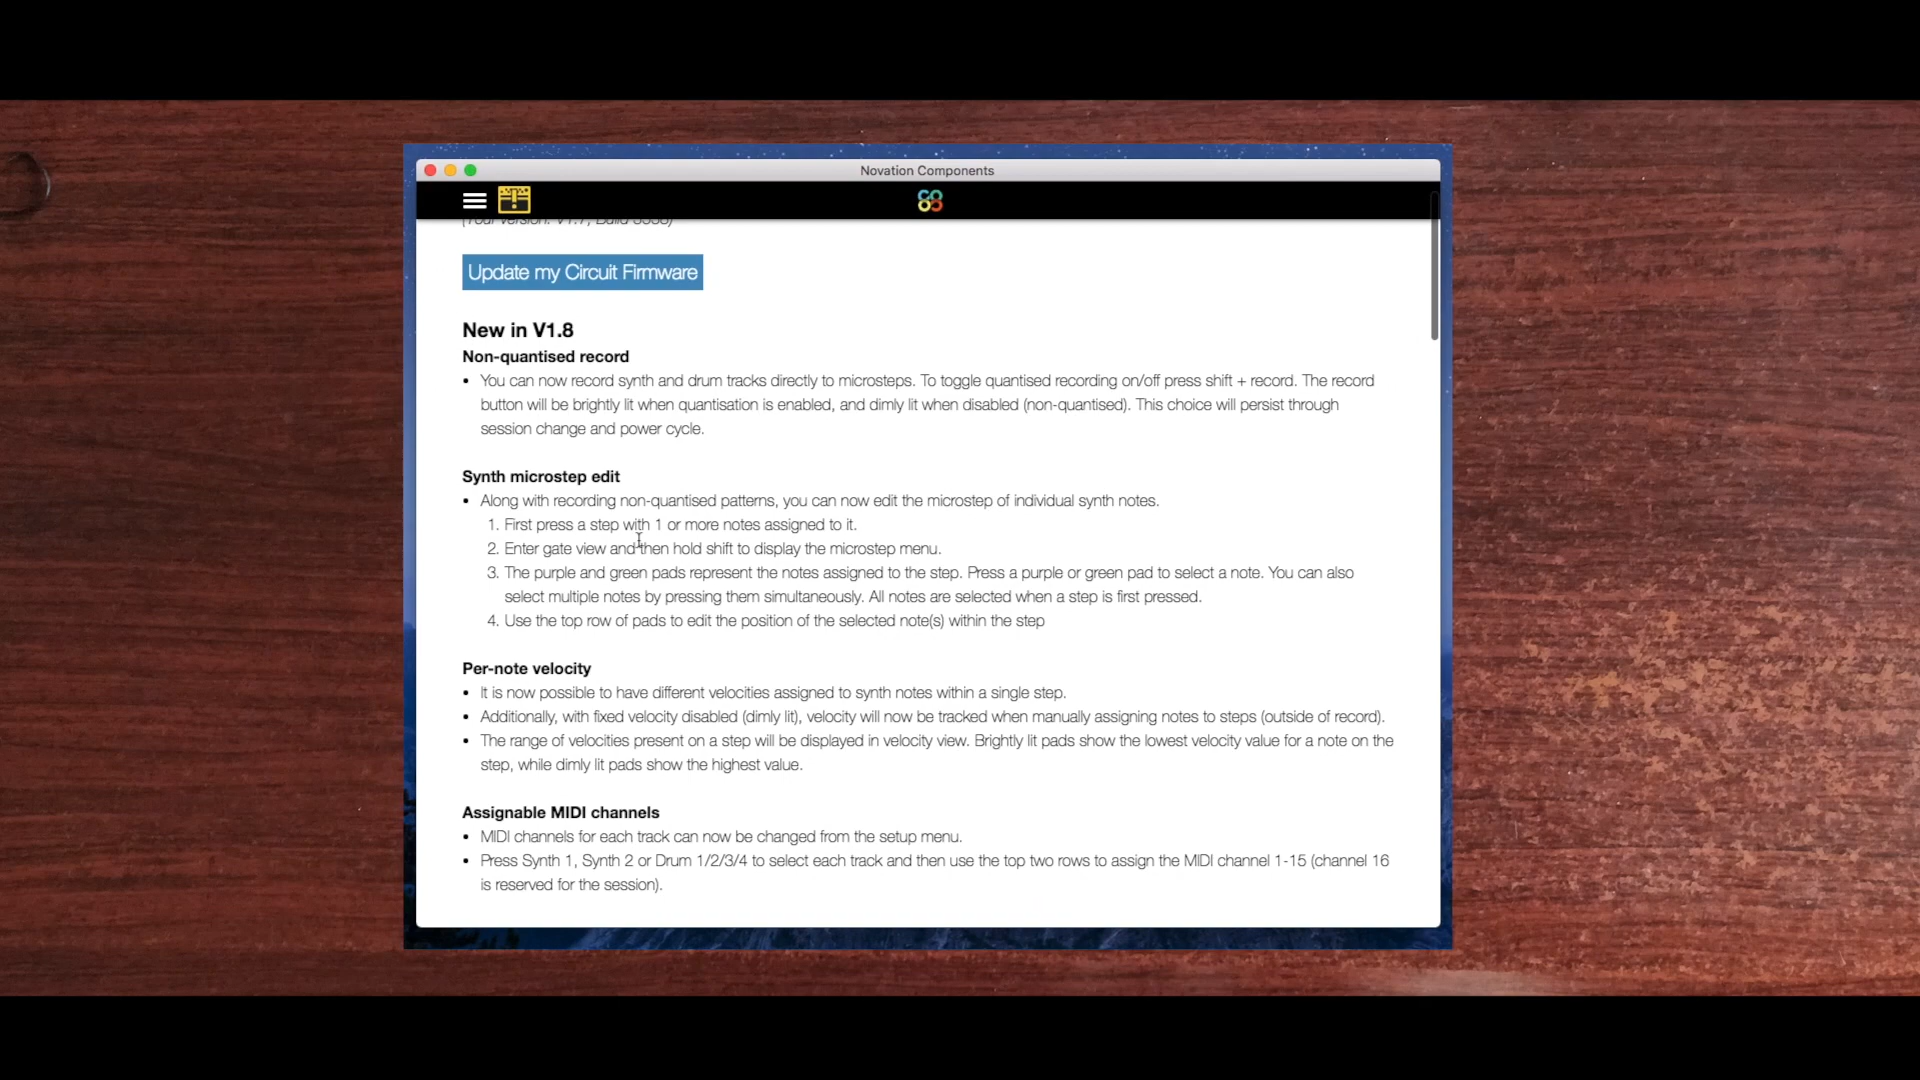 Novation Components
(Your version: V1.7, Build
Update my Circuit Firmware
New in V1.8
Non-quantised record
• You can now record synth and drum tracks directly to microsteps. To toggle quantised recording on/off press shift + record. The record
button will be brightly lit when quantisation is enabled, and dimly lit when disabled (non-quantised). This choice will persist through
session change and power cycle.
Synth microstep edit
• Along with recording non-quantised patterns, you can now edit the microstep of individual synth notes.
1. First press a step with 1 or more notes assigned to it.
2. Enter gate view and then hold shift to display the microstep menu.
3. The purple and green pads represent the notes assigned to the step. Press a purple or green pad to select a note. You can also
select multiple notes by pressing them simultaneously. All notes are selected when a step is first pressed.
4. Use the top row of pads to edit the position of the selected note(s) within the step
Per-note velocity
• It is now possible to have different velocities assigned to synth notes within a single step.
• Additionally, with fixed velocity disabled (dimly lit), velocity will now be tracked when manually assigning notes to steps (outside of record).
• The range of velocities present on a step will be displayed in velocity view. Brightly lit pads show the lowest velocity value for a note on the
step, while dimly lit pads show the highest value.
Assignable MIDI channels
• MIDI channels for each track can now be changed from the setup menu.
• Press Synth 1, Synth 2 or Drum 1/2/3/4 to select each track and then use the top two rows to assign the MIDI channel 1-15 (channel 16
is reserved for the session).